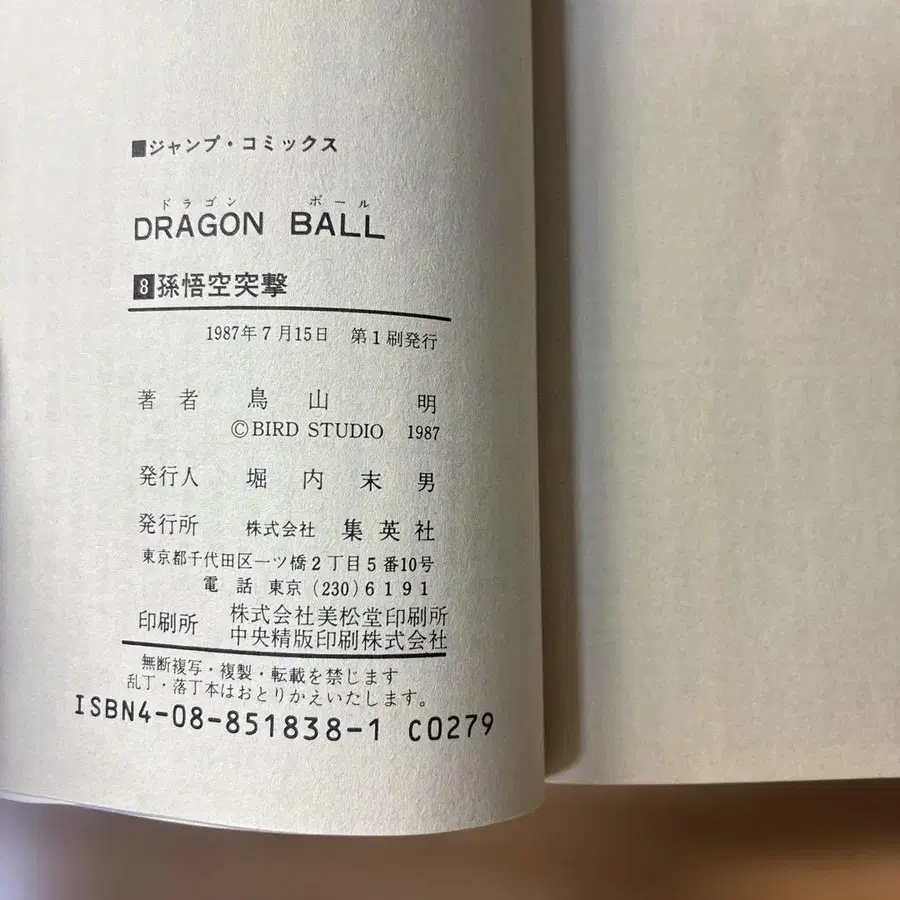 ■ジャンプ・コミックス
ドラゴン ボール
DRAGON BALL
8孫悟空突撃
1987年7月15日 第1刷発行
著者 鳥山 明
©BIRD STUDIO 1987
発行人 堀内末男
発行所 株式会社 集英社
東京都千代田区一ツ橋2丁目5番10号
電話 東京(230)6191
印刷所 株式会社美松堂印刷所
中央精版印刷株式会社
無断複写・複製・転載を禁じます
乱丁・落丁本はおとりかえいたします。
ISBN4-08-851838-1 C0279